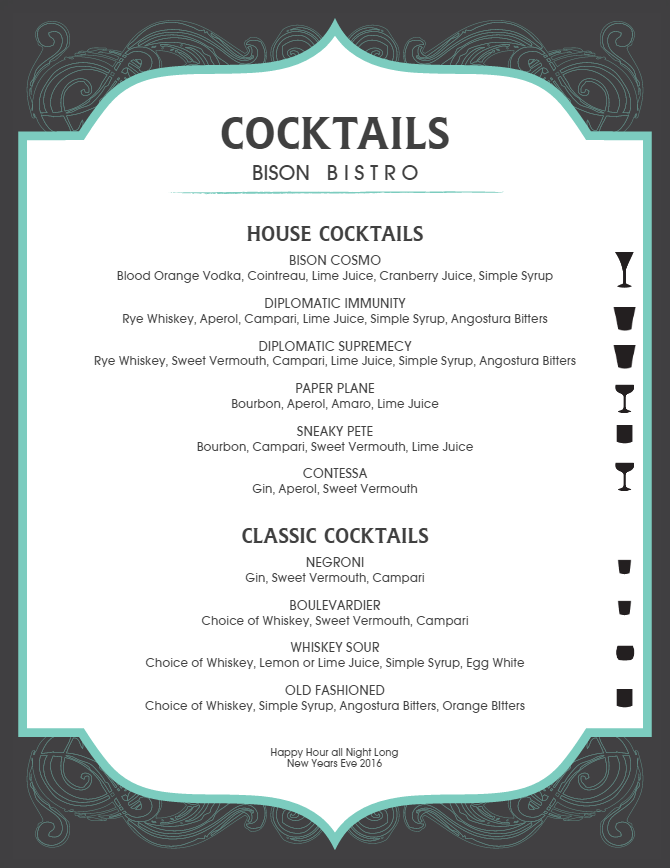 COCKTAILS
BISON BISTRO
HOUSE COCKTAILS
BISON COSMO
Blood Orange Vodka, Cointreau, Lime Juice, Cranberry Juice, Simple Syrup
DIPLOMATIC IMMUNITY
Rye Whiskey, Aperol, Campari, Lime Juice, Simple Syrup, Angostura Bitters
DIPLOMATIC SUPREMECY
Rye Whiskey, Sweet Vermouth, Campari, Lime Juice, Simple Syrup, Angostura Bitters
PAPER PLANE
Bourbon, Aperol, Amaro, Lime Juice
SNEAKY PETE
Bourbon, Campari, Sweet Vermouth, Lime Juice
CONTESSA
Gin, Aperol, Sweet Vermouth
CLASSIC COCKTAILS
NEGRONI
Gin, Sweet Vermouth, Campari
BOULEVARDIER
Choice of Whiskey, Sweet Vermouth, Campari
WHISKEY SOUR
Choice of Whiskey, Lemon or Lime Juice, Simple Syrup, Egg White
OLD FASHIONED
Choice of Whiskey, Simple Syrup, Angostura Bitters, Orange BItters
Happy Hour all Night Long
New Years Eve 2016